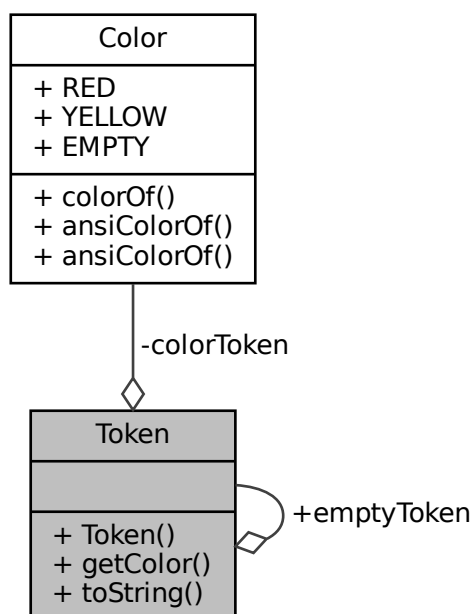 Color
+ RED
+ YELLOW
+ EMPTY
+ colorOf()
+ ansiColorOf()
+ ansiColorOf()
-colorToken
Token
+emptyToken
+ Token()
+ getColor()
+ toString()